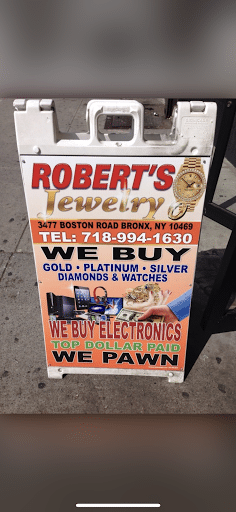 ROBERT'S
Jewelry
3477 BOSTON ROAD BRONX, NY 10469
TEL: 718-994-1630
WE BUY
GOLD • PLATINUM • SILVER
DIAMONDS & WATCHES
WE BUY ELECTRONICS
TOP DOLLAR PAID
WE PAWN